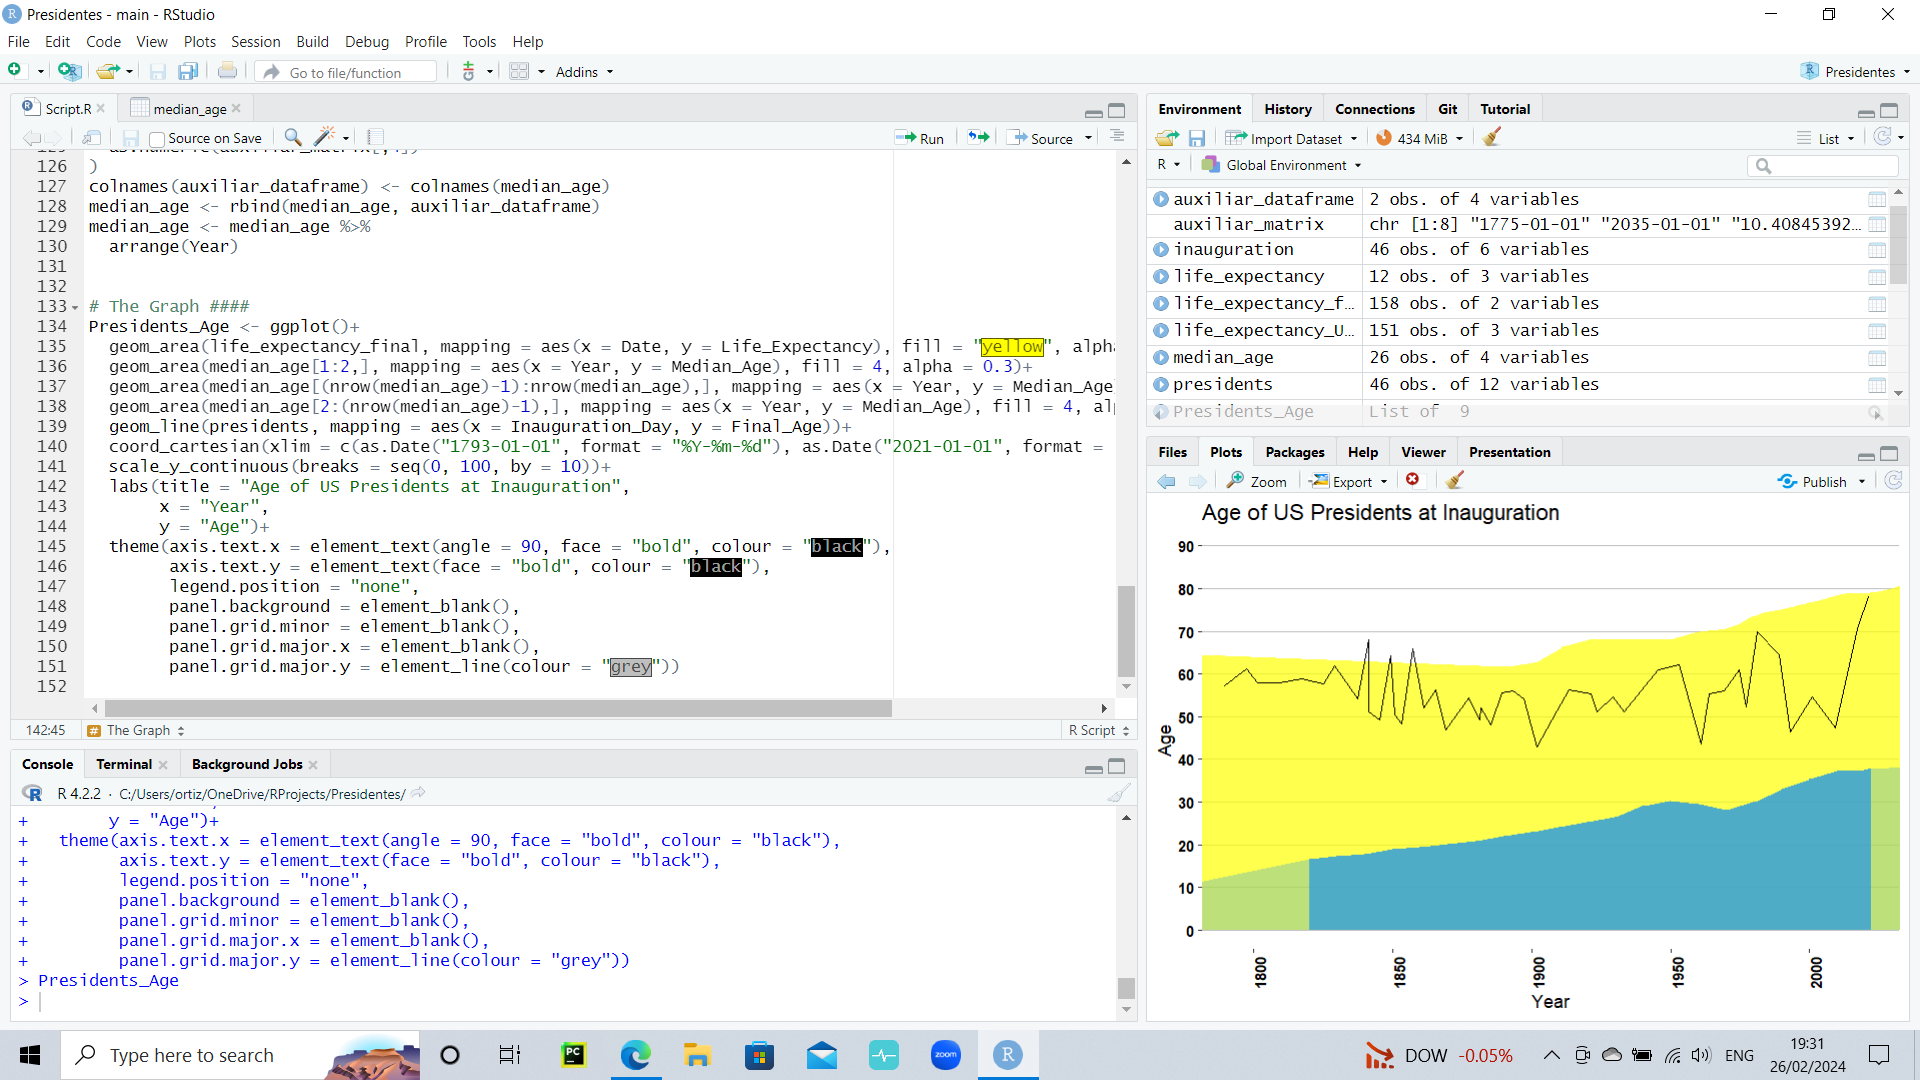 Presidentes - main - RStudio
File Edit Code View Plots Session Build Debug Profile Tools Help
Go to file/function Addins Presidentes
Script.R median_age
Source on Save Run Source
126 )
127 colnames(auxiliar_dataframe) <- colnames(median_age)
128 median_age <- rbind(median_age, auxiliar_dataframe)
129 median_age <- median_age %>%
130 arrange(Year)
131
132
133 # The Graph ####
134 Presidents_Age <- ggplot()+
135 geom_area(life_expectancy_final, mapping = aes(x = Date, y = Life_Expectancy), fill = "yellow", alph
136 geom_area(median_age[1:2,], mapping = aes(x = Year, y = Median_Age), fill = 4, alpha = 0.3)+
137 geom_area(median_age[(nrow(median_age)-1):nrow(median_age),], mapping = aes(x = Year, y = Median_Age
138 geom_area(median_age[2:(nrow(median_age)-1),], mapping = aes(x = Year, y = Median_Age), fill = 4, al
139 geom_line(presidents, mapping = aes(x = Inauguration_Day, y = Final_Age))+
140 coord_cartesian(xlim = c(as.Date("1793-01-01", format = "%Y-%m-%d"), as.Date("2021-01-01", format =
141 scale_y_continuous(breaks = seq(0, 100, by = 10))+
142 labs(title = "Age of US Presidents at Inauguration",
143 x = "Year",
144 y = "Age")+
145 theme(axis.text.x = element_text(angle = 90, face = "bold", colour = "black"),
146 axis.text.y = element_text(face = "bold", colour = "black"),
147 legend.position = "none",
148 panel.background = element_blank(),
149 panel.grid.minor = element_blank(),
150 panel.grid.major.x = element_blank(),
151 panel.grid.major.y = element_line(colour = "grey"))
152
142:45 The Graph R Script
Console Terminal Background Jobs
R 4.2.2 · C:/Users/ortiz/OneDrive/RProjects/Presidentes/
+ y = "Age")+
+ theme(axis.text.x = element_text(angle = 90, face = "bold", colour = "black"),
+ axis.text.y = element_text(face = "bold", colour = "black"),
+ legend.position = "none",
+ panel.background = element_blank(),
+ panel.grid.minor = element_blank(),
+ panel.grid.major.x = element_blank(),
+ panel.grid.major.y = element_line(colour = "grey"))
> Presidents_Age
>
Environment History Connections Git Tutorial
Import Dataset 434 MiB List
R Global Environment
auxiliar_dataframe 2 obs. of 4 variables
auxiliar_matrix chr [1:8] "1775-01-01" "2035-01-01" "10.40845392...
inauguration 46 obs. of 6 variables
life_expectancy 12 obs. of 3 variables
life_expectancy_f... 158 obs. of 2 variables
life_expectancy_U... 151 obs. of 3 variables
median_age 26 obs. of 4 variables
presidents 46 obs. of 12 variables
Presidents_Age List of 9
Files Plots Packages Help Viewer Presentation
Zoom Export Publish
Age of US Presidents at Inauguration
90
80
70
60
50
40
30
20
10
0
Age
1800 1850 1900 1950 2000
Year
Type here to search
PC
zoom
R
DOW -0.05%
ENG
19:31
26/02/2024